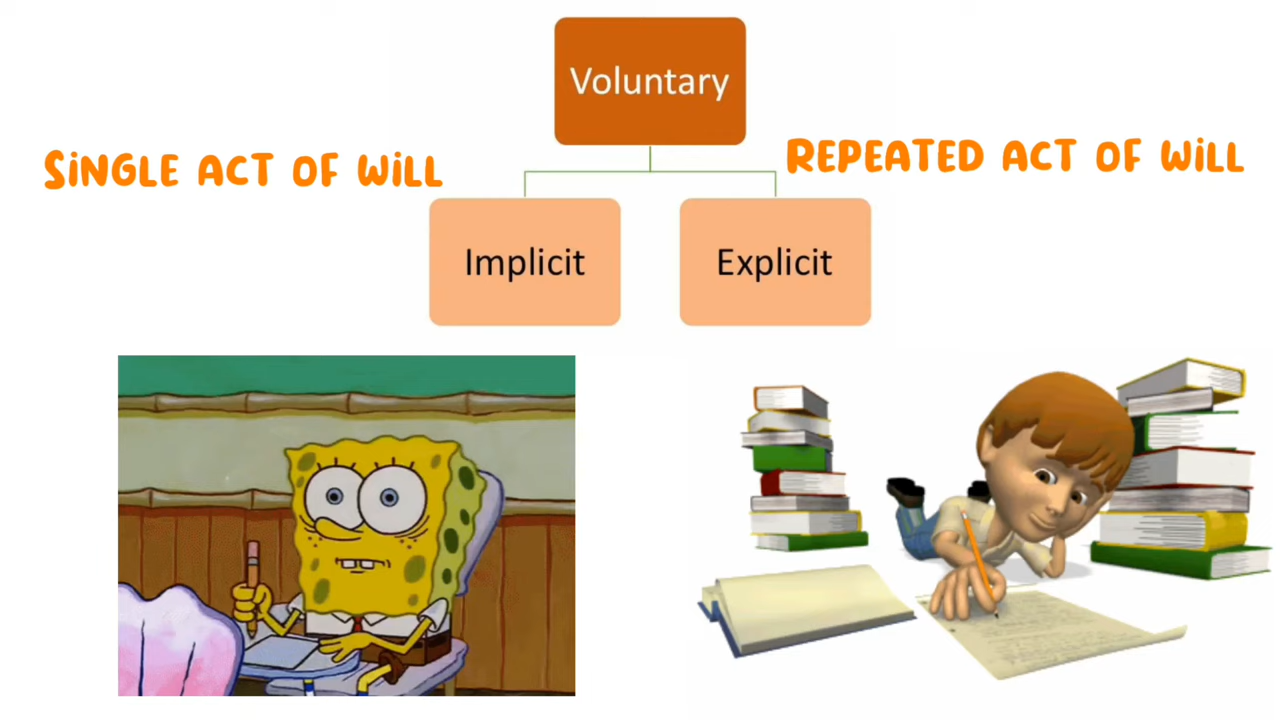 Voluntary
Single act of will
Repeated act of will
Implicit
Explicit